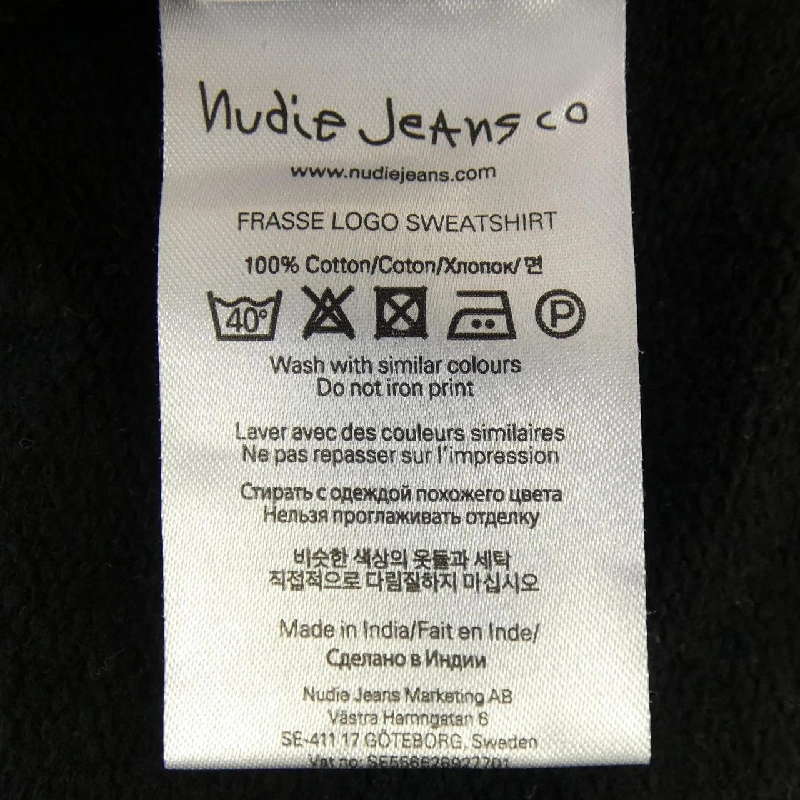 nudie Jeans co
www.nudiejeans.com
FRASSE LOGO SWEATSHIRT
100% Cotton/Coton/Хлопок/면
40° P
Wash with similar colours
Do not iron print
Laver avec des couleurs similaires
Ne pas repasser sur l'impression
Стирать с одеждой похожего цвета
Нельзя проглаживать отделку
비슷한 색상의 옷들과 세탁
직접적으로 다림질하지 마십시오
Made in India/Fait en Inde/
Сделано в Индии
Nudie Jeans Marketing AB
Västra Hamngatan 6
SE-411 17 GÖTEBORG, Sweden
Vat no: SE556628927701